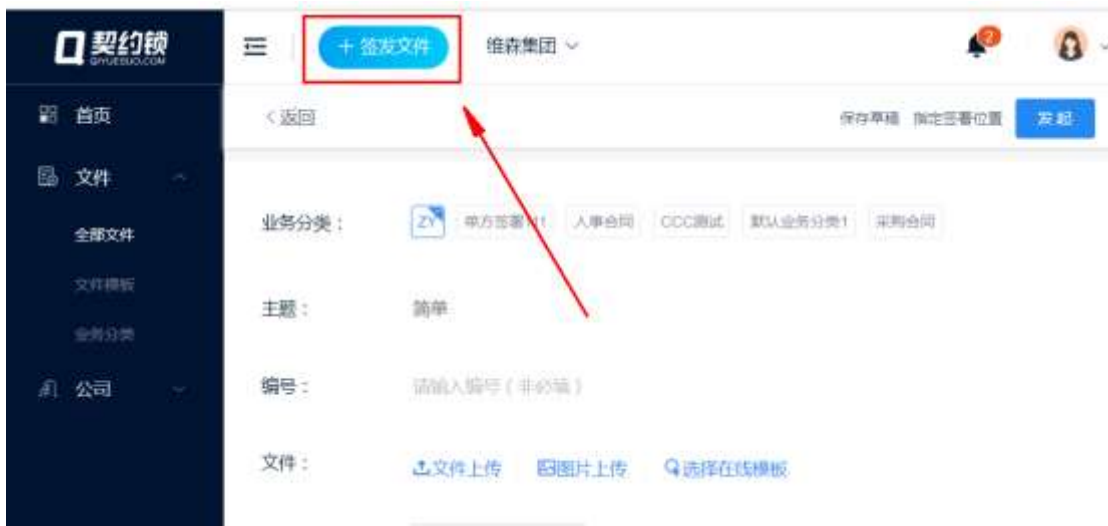 契约锁
QIYUESUO.COM
+ 签发文件
维森集团
2
首页
<返回
保存草稿 指定签署位置 发起
文件
全部文件
文件模板
业务分类
公司
业务分类：
ZY 单方签署 CCC测试 人事合同 默认业务分类1 采购合同
主题： 简单
编号： 请输入编号（非必填）
文件： 文件上传 图片上传 选择在线模板